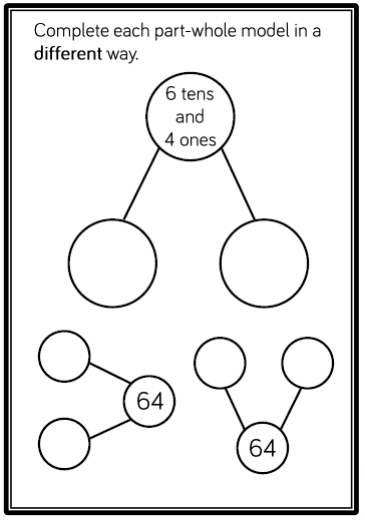 Complete each part-whole model in a
different way.
6 tens
and
4 ones
64
64